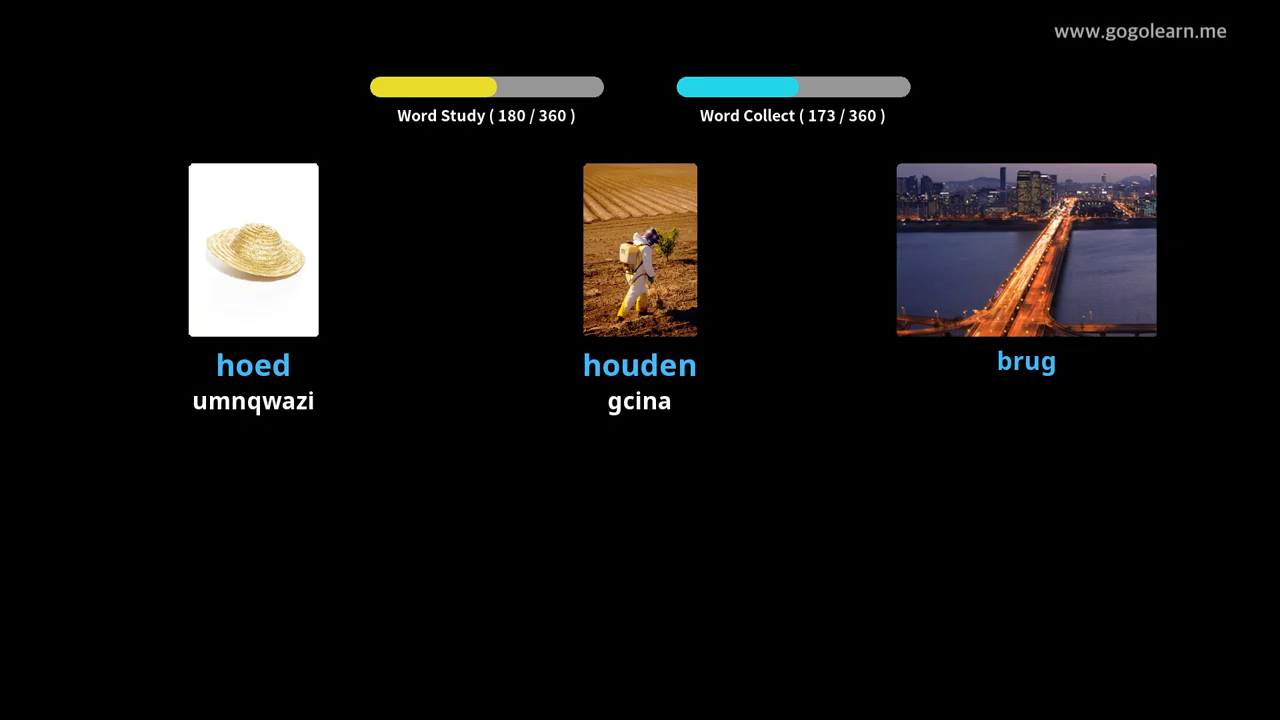 www.gogolearn.me
Word Study ( 180 / 360 )
Word Collect ( 173 / 360 )
hoed
umnqwazi
houden
gcina
brug